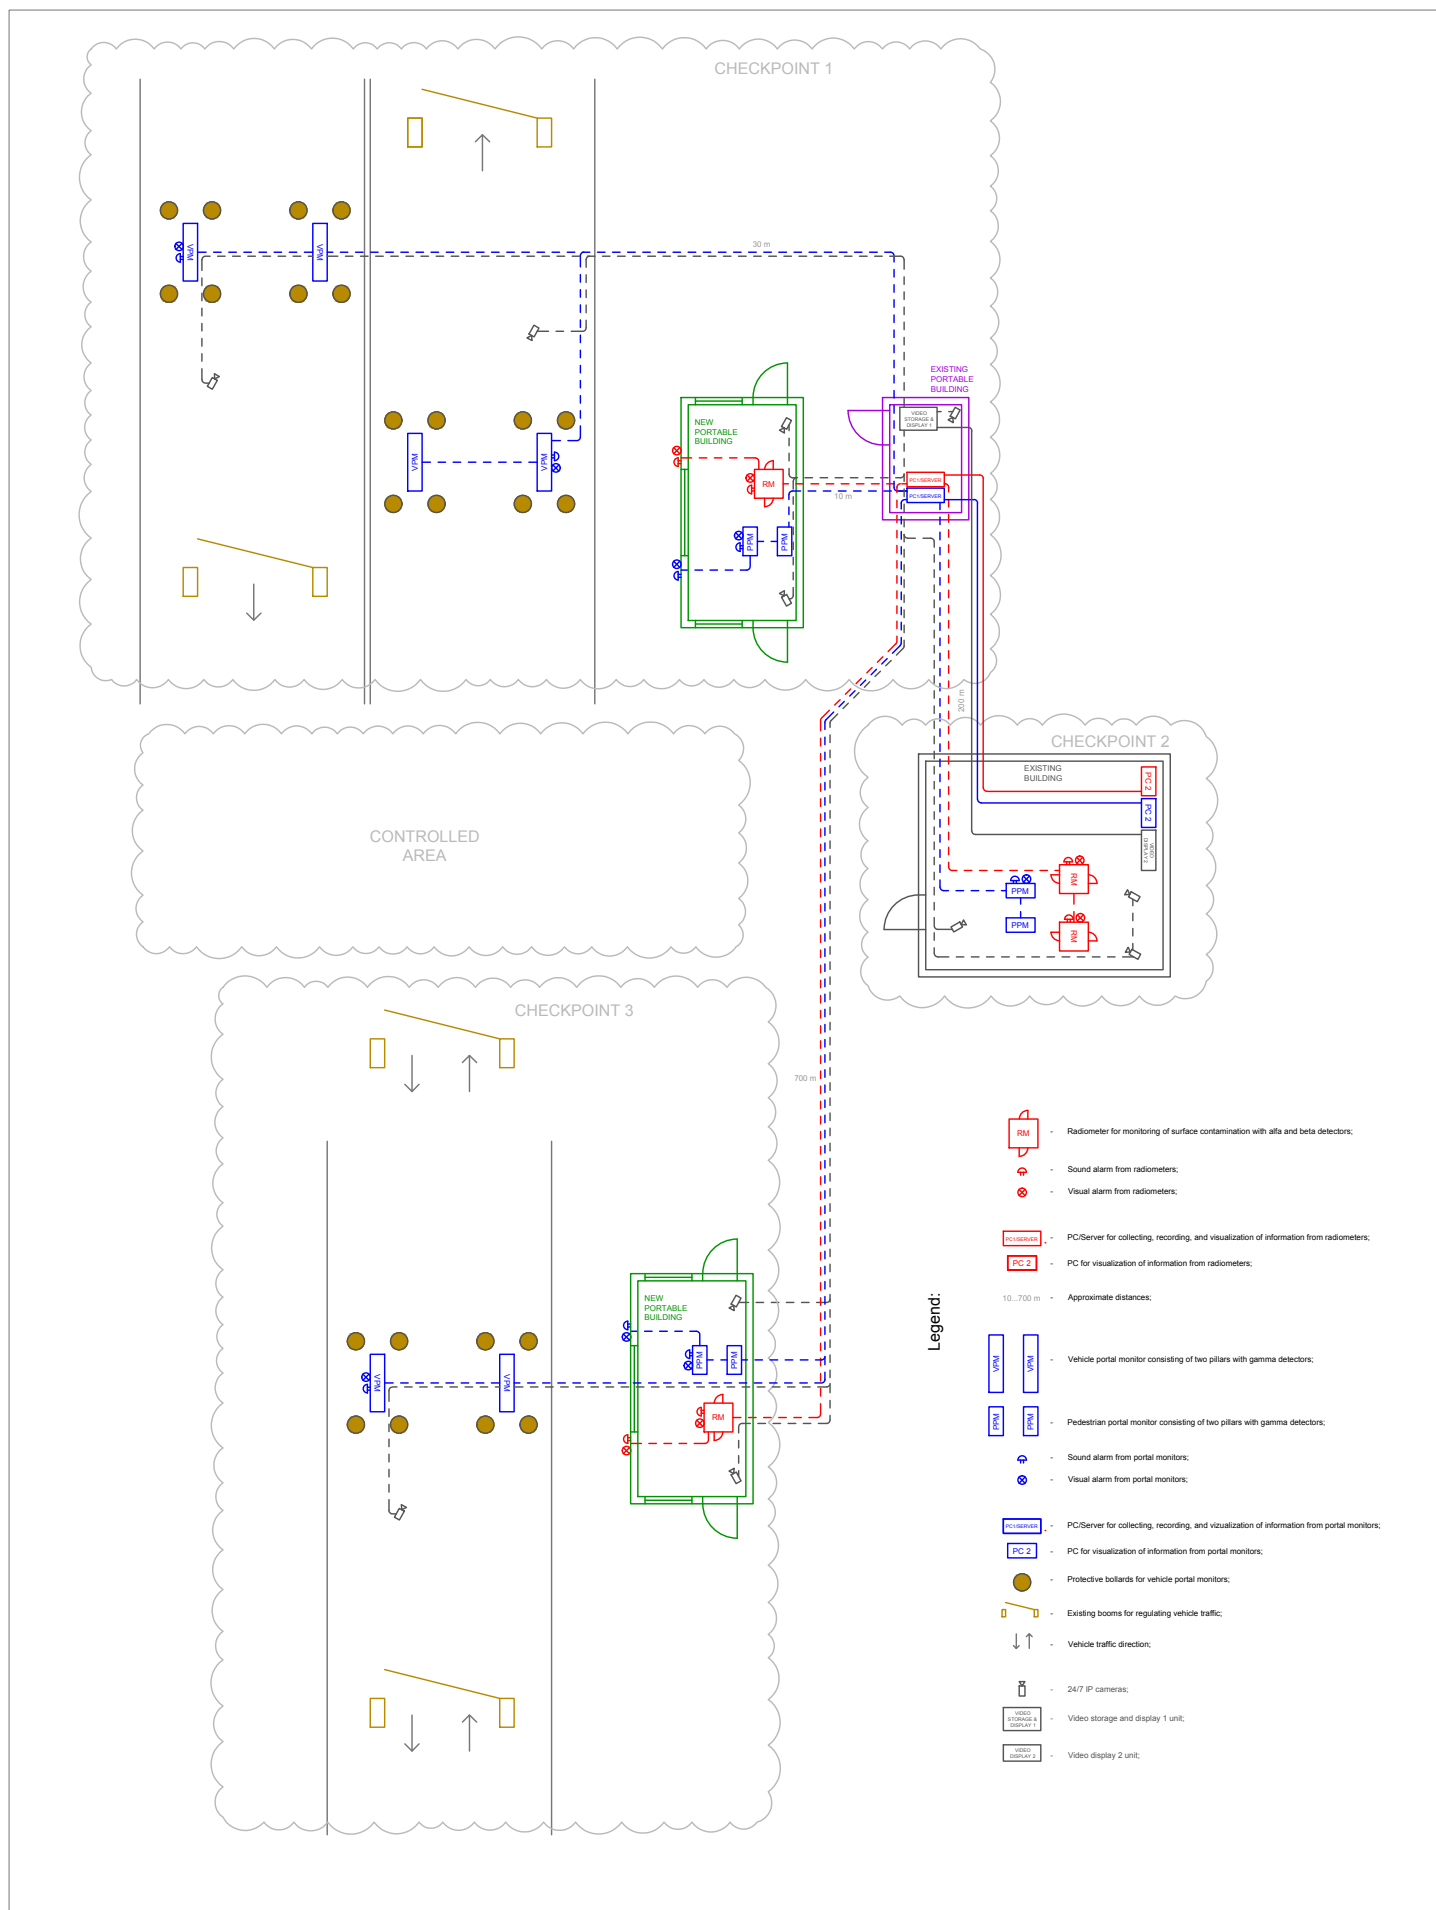 CHECKPOINT 1
30 m
VPM
VPM
EXISTING
PORTABLE
BUILDING
VIDEO
STORAGE &
DISPLAY 1
NEW
PORTABLE
BUILDING
VPM
VPM
RM
PC1/SERVER
PC1/SERVER
10 m
PPM
PPM
200 m
CHECKPOINT 2
EXISTING
BUILDING
PC 2
PC 2
VIDEO
DISPLAY 2
RM
PPM
PPM
RM
CONTROLLED
AREA
CHECKPOINT 3
700 m
NEW
PORTABLE
BUILDING
PPM
PPM
VPM
VPM
RM
Legend:
RM - Radiometer for monitoring of surface contamination with alfa and beta detectors;
- Sound alarm from radiometers;
- Visual alarm from radiometers;
PC1/SERVER - PC/Server for collecting, recording, and visualization of information from radiometers;
PC 2 - PC for visualization of information from radiometers;
10...700 m - Approximate distances;
VPM VPM - Vehicle portal monitor consisting of two pillars with gamma detectors;
PPM PPM - Pedestrian portal monitor consisting of two pillars with gamma detectors;
- Sound alarm from portal monitors;
- Visual alarm from portal monitors;
PC1/SERVER - PC/Server for collecting, recording, and vizualization of information from portal monitors;
PC 2 - PC for visualization of information from portal monitors;
- Protective bollards for vehicle portal monitors;
- Existing booms for regulating vehicle traffic;
- Vehicle traffic direction;
- 24/7 IP cameras;
VIDEO
STORAGE &
DISPLAY 1
- Video storage and display 1 unit;
VIDEO
DISPLAY 2
- Video display 2 unit;